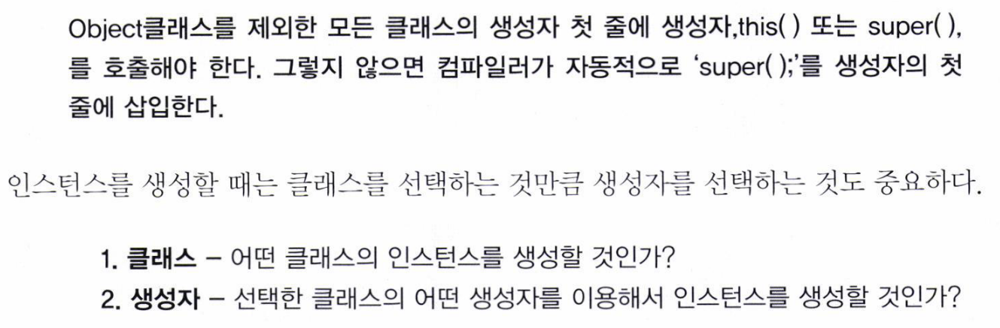 Object클래스를 제외한 모든 클래스의 생성자 첫 줄에 생성자,this( ) 또는 super( ),
를 호출해야 한다. 그렇지 않으면 컴파일러가 자동적으로 ‘super( );’를 생성자의 첫
줄에 삽입한다.
인스턴스를 생성할 때는 클래스를 선택하는 것만큼 생성자를 선택하는 것도 중요하다.
1. 클래스 – 어떤 클래스의 인스턴스를 생성할 것인가?
2. 생성자 – 선택한 클래스의 어떤 생성자를 이용해서 인스턴스를 생성할 것인가?